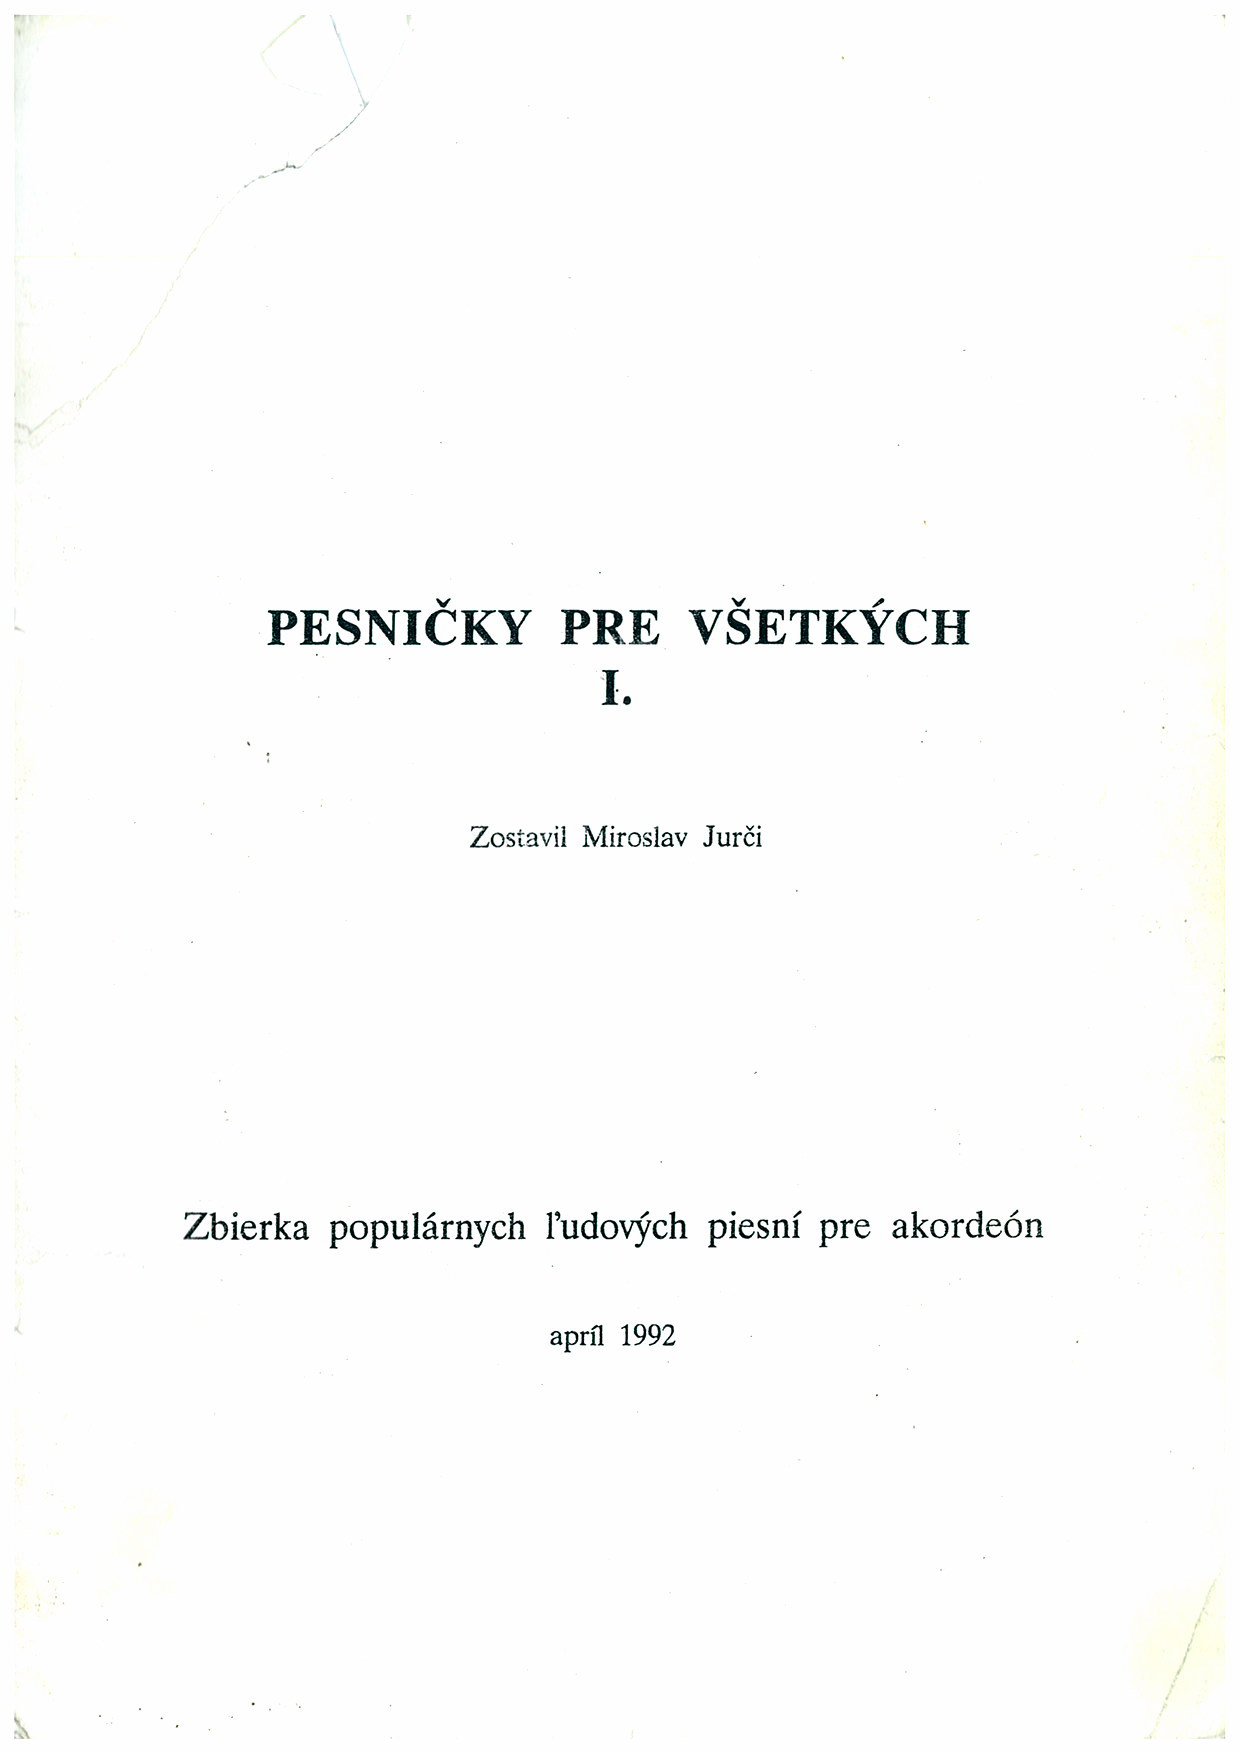 PESNIČKY PRE VŠETKÝCH
I.
Zostavil Miroslav Jurči
Zbierka populárnych ľudových piesní pre akordeón
apríl 1992